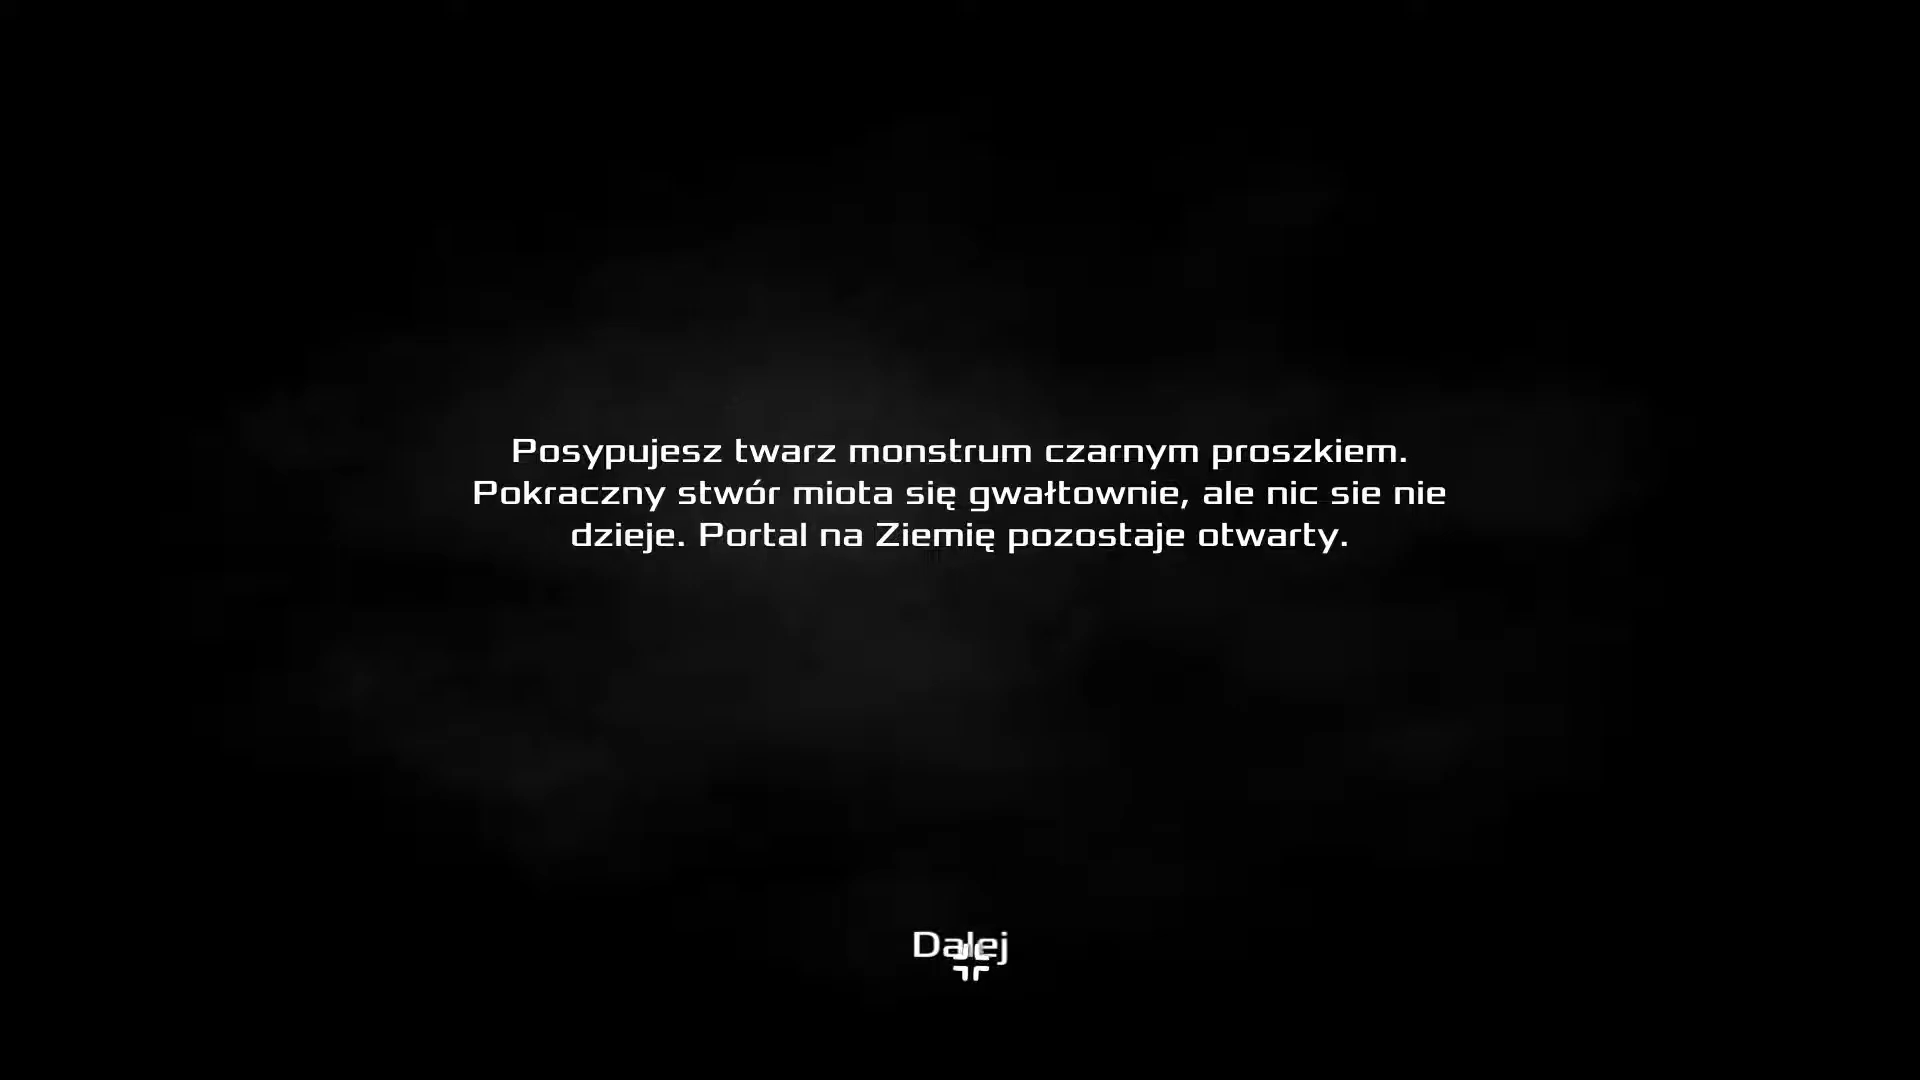 Posypujesz twarz monstrum czarnym proszkiem.
Pokraczny stwór miota się gwałtownie, ale nic sie nie
dzieje. Portal na Ziemię pozostaje otwarty.
Dalej